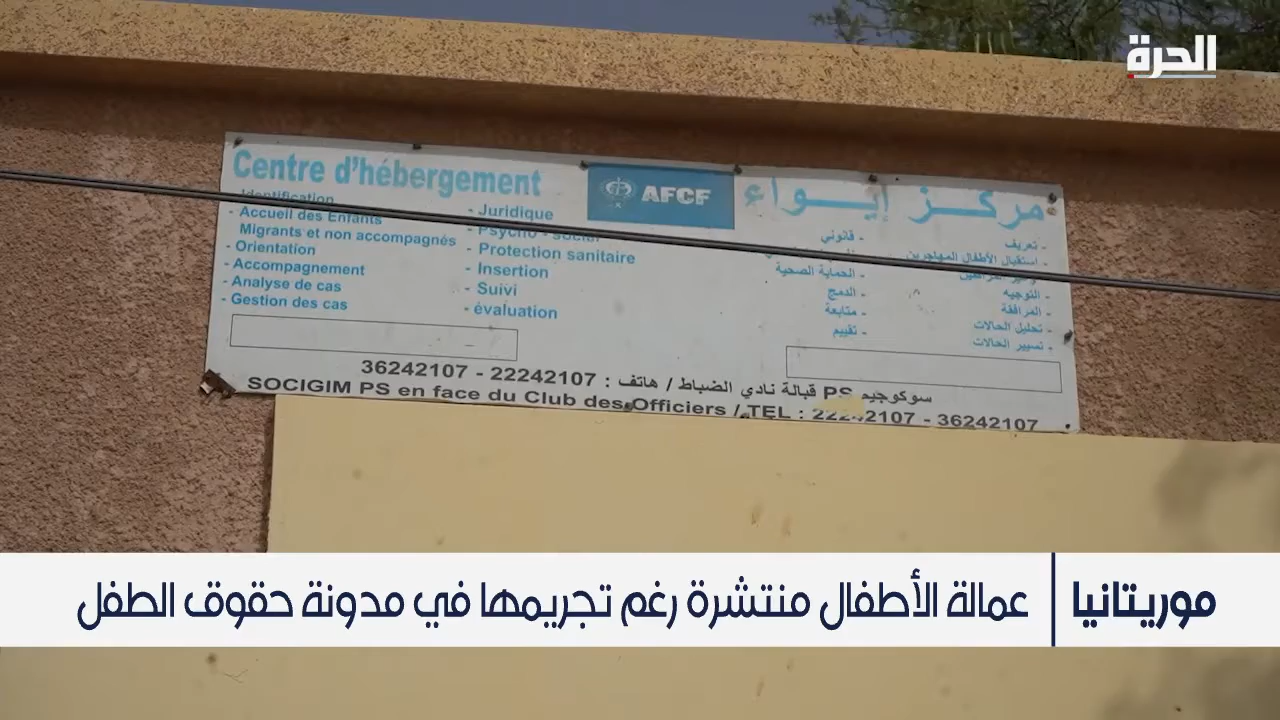 الحرة
Centre d'hébergement
AFCF
مركز إيواء
Identification
- Accueil des Enfants
Migrants et non accompagnés
- Orientation
- Accompagnement
- Analyse de cas
- Gestion des cas
- Juridique
- Psycho - social
- Protection sanitaire
- Insertion
- Suivi
- évaluation
- تعريف
- استقبال الأطفال المهاجرين
- التوجيه
- المرافقة
- تحليل الحالات
- تسيير الحالات
- قانوني
- الحماية الصحية
- الدمج
- متابعة
- تقييم
سوكوجيم PS قبالة نادي الضباط / هاتف : 22242107 - 36242107
SOCIGIM PS en face du Club des Officiers / TEL : 22242107 - 36242107
موريتانيا
عمالة الأطفال منتشرة رغم تجريمها في مدونة حقوق الطفل